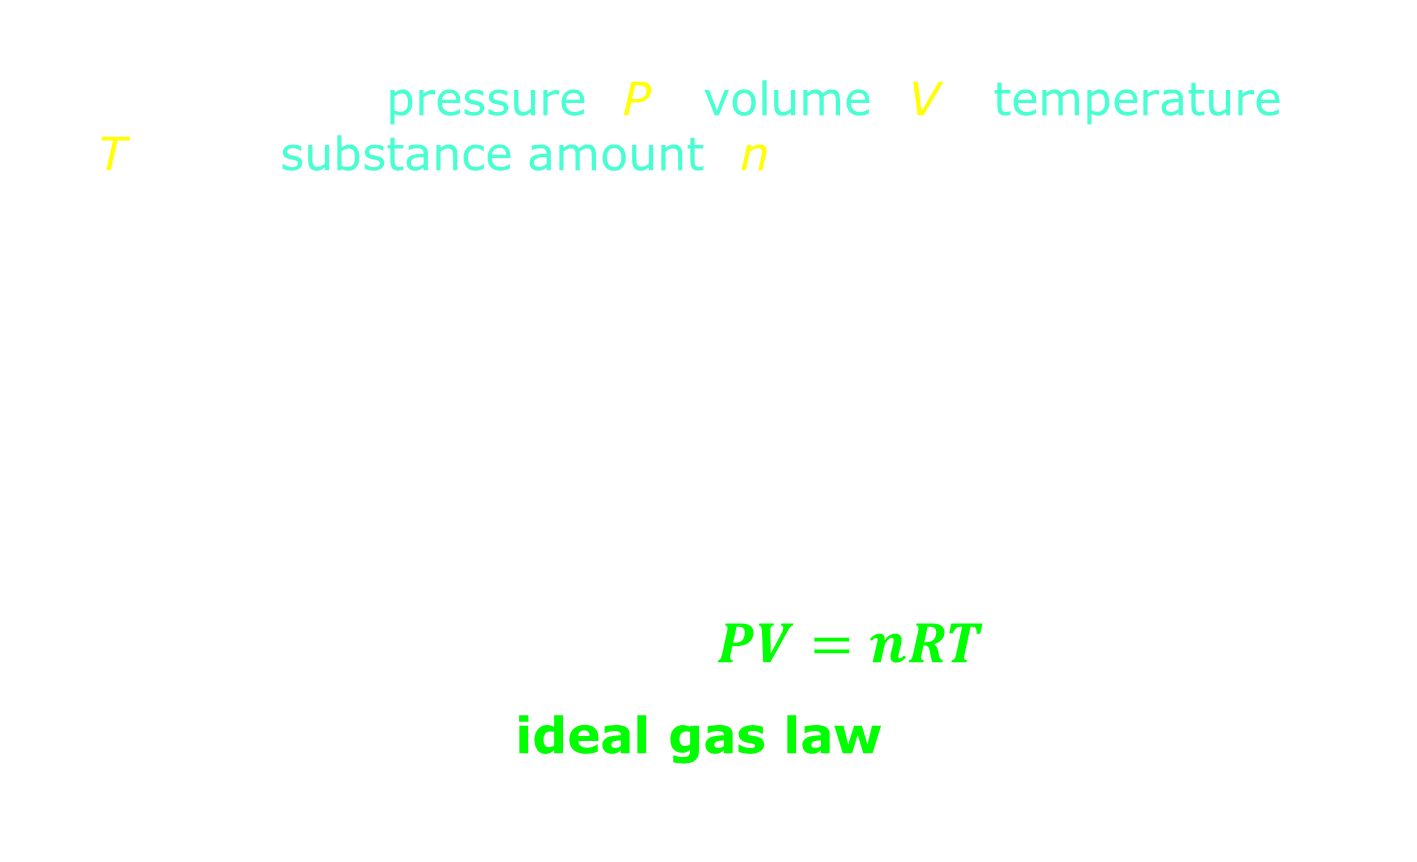 pressure P volume V temperature
T substance amount n
PV = nRT
ideal gas law